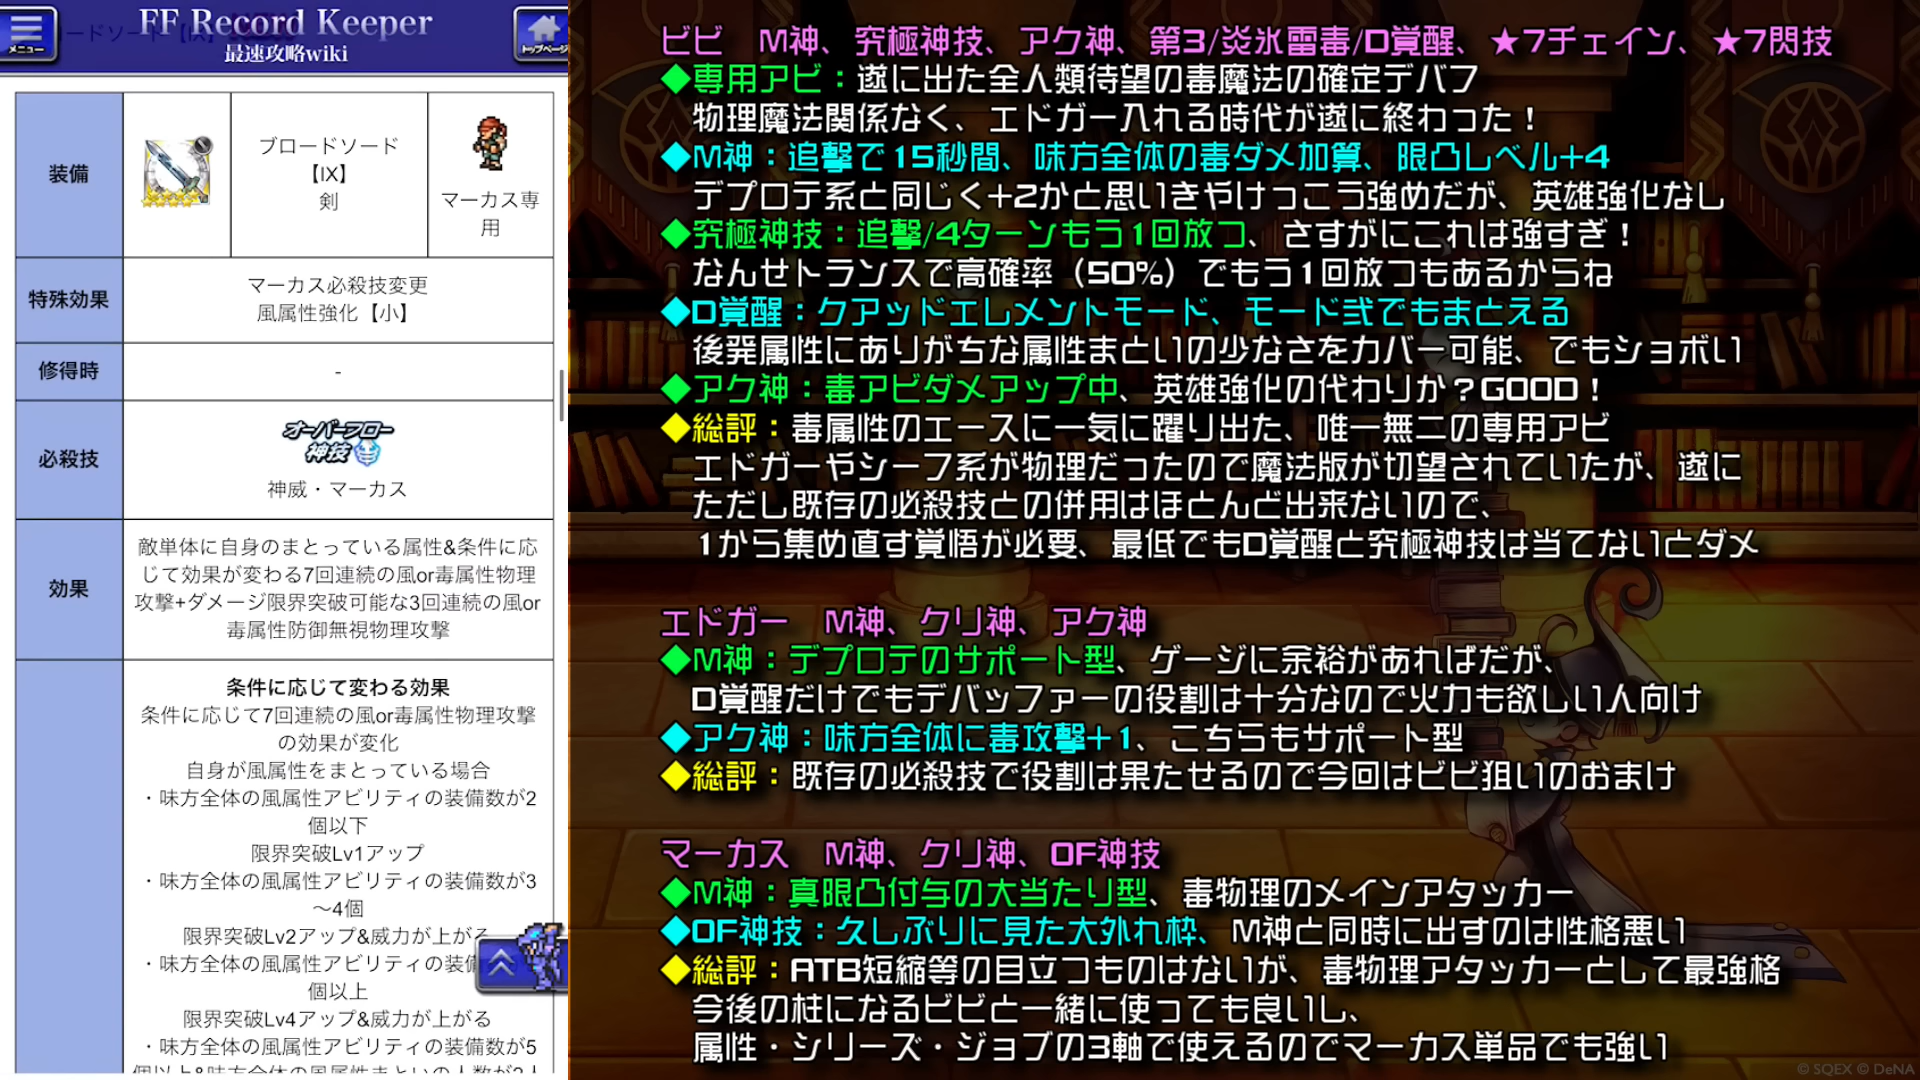 FF Record Keeper
最速攻略wiki
メニュー
トップページ
装備
ブロードソード
【IX】
剣
マーカス専
用
特殊効果
マーカス必殺技変更
風属性強化【小】
修得時
-
必殺技
オーバーフロー
神技
神威・マーカス
効果
敵単体に自身のまとっている属性&条件に応
じて効果が変わる7回連続の風or毒属性物理
攻撃+ダメージ限界突破可能な3回連続の風or
毒属性防御無視物理攻撃
条件に応じて変わる効果
条件に応じて7回連続の風or毒属性物理攻撃
の効果が変化
自身が風属性をまとっている場合
・味方全体の風属性アビリティの装備数が2
個以下
限界突破Lv1アップ
・味方全体の風属性アビリティの装備数が3
〜4個
限界突破Lv2アップ&威力が上がる
・味方全体の風属性アビリティの装
個以上
限界突破Lv4アップ&威力が上がる
・味方全体の風属性アビリティの装備数が5
ビビ　M神、究極神技、アク神、第3/炎氷雷毒/D覚醒、★7チェイン、★7閃技
◆専用アビ：遂に出た全人類待望の毒魔法の確定デバフ
物理魔法関係なく、エドガー入れる時代が遂に終わった！
◆M神：追撃で15秒間、味方全体の毒ダメ加算、眼凸レベル+4
デプロテ系と同じく+2かと思いきやけっこう強めだが、英雄強化なし
◆究極神技：追撃/4ターンもう1回放つ、さすがにこれは強すぎ！
なんせトランスで高確率（50%）でもう1回放つもあるからね
◆D覚醒：クアッドエレメントモード、モード弐でもまとえる
後発属性にありがちな属性まといの少なさをカバー可能、でもショボい
◆アク神：毒アビダメアップ中、英雄強化の代わりか？GOOD！
◆総評：毒属性のエースに一気に躍り出た、唯一無二の専用アビ
エドガーやシーフ系が物理だったので魔法版が切望されていたが、遂に
ただし既存の必殺技との併用はほとんど出来ないので、
1から集め直す覚悟が必要、最低でもD覚醒と究極神技は当てないとダメ
エドガー　M神、クリ神、アク神
◆M神：デプロテのサポート型、ゲージに余裕があればだが、
D覚醒だけでもデバッファーの役割は十分なので火力も欲しい人向け
◆アク神：味方全体に毒攻撃+1、こちらもサポート型
◆総評：既存の必殺技で役割は果たせるので今回はビビ狙いのおまけ
マーカス　M神、クリ神、OF神技
◆M神：真眼凸付与の大当たり型、毒物理のメインアタッカー
◆OF神技：久しぶりに見た大外れ枠、M神と同時に出すのは性格悪い
◆総評：ATB短縮等の目立つものはないが、毒物理アタッカーとして最強格
今後の柱になるビビと一緒に使っても良いし、
属性・シリーズ・ジョブの3軸で使えるのでマーカス単品でも強い
© SQEX © DeNA